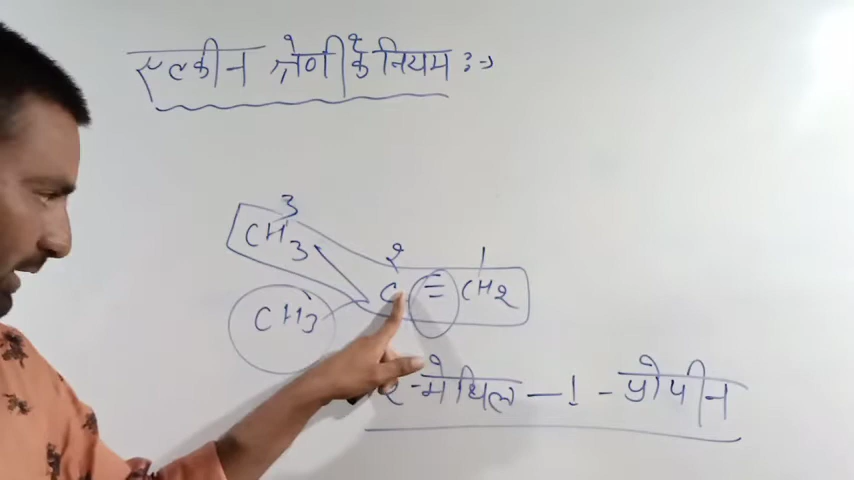 एल्कीन श्रेणी के नियम :->
3
CH3 2 1
C = CH2
CH3
2-मेथिल-1-प्रोपीन